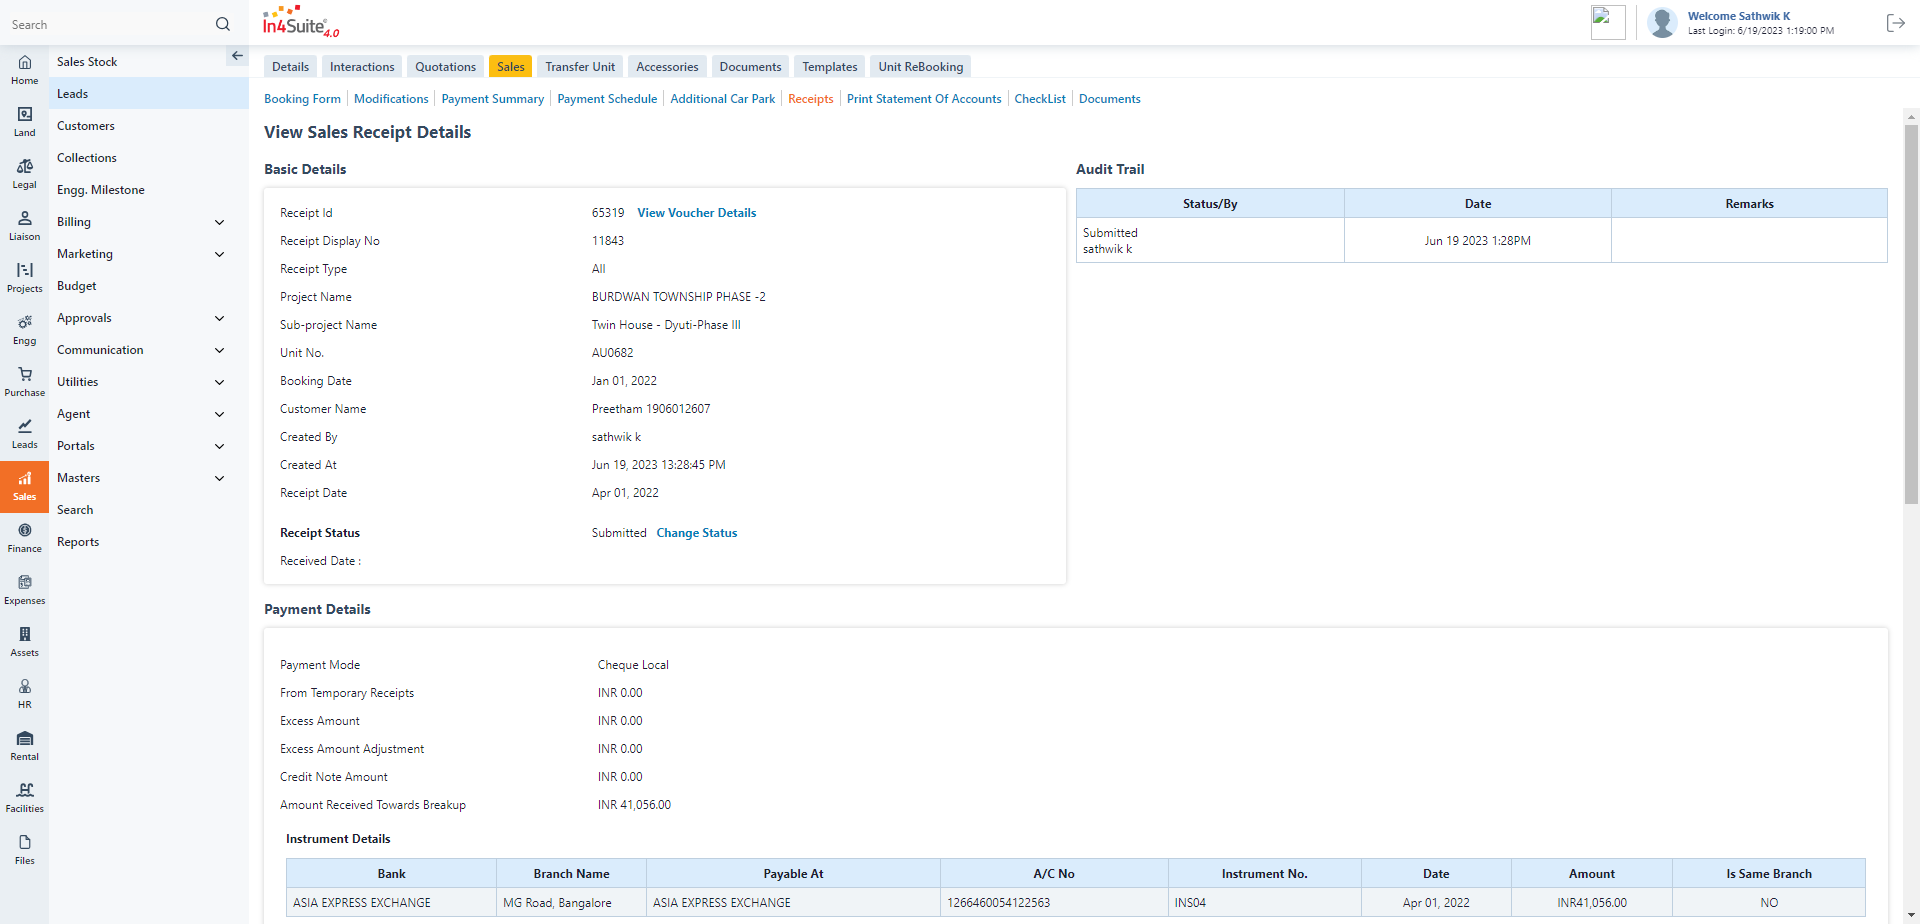 Search
In4Suite® 4.0
Welcome Sathwik K
Last Login: 6/19/2023 1:19:00 PM
Home
Land
Legal
Liaison
Projects
Engg
Purchase
Leads
Sales
Finance
Expenses
Assets
HR
Rental
Facilities
Files
Sales Stock
Leads
Customers
Collections
Engg. Milestone
Billing
Marketing
Budget
Approvals
Communication
Utilities
Agent
Portals
Masters
Search
Reports
Details Interactions Quotations Sales Transfer Unit Accessories Documents Templates Unit ReBooking
Booking Form Modifications Payment Summary Payment Schedule Additional Car Park Receipts Print Statement Of Accounts CheckList Documents
View Sales Receipt Details
Basic Details
Receipt Id 65319 View Voucher Details
Receipt Display No 11843
Receipt Type All
Project Name BURDWAN TOWNSHIP PHASE -2
Sub-project Name Twin House - Dyuti-Phase III
Unit No. AU0682
Booking Date Jan 01, 2022
Customer Name Preetham 1906012607
Created By sathwik k
Created At Jun 19, 2023 13:28:45 PM
Receipt Date Apr 01, 2022
Receipt Status Submitted Change Status
Received Date :
Audit Trail
Status/By Date Remarks
Submitted
sathwik k
Jun 19 2023 1:28PM
Payment Details
Payment Mode Cheque Local
From Temporary Receipts INR 0.00
Excess Amount INR 0.00
Excess Amount Adjustment INR 0.00
Credit Note Amount INR 0.00
Amount Received Towards Breakup INR 41,056.00
Instrument Details
Bank Branch Name Payable At A/C No Instrument No. Date Amount Is Same Branch
ASIA EXPRESS EXCHANGE MG Road, Bangalore ASIA EXPRESS EXCHANGE 1266460054122563 INS04 Apr 01, 2022 INR41,056.00 NO